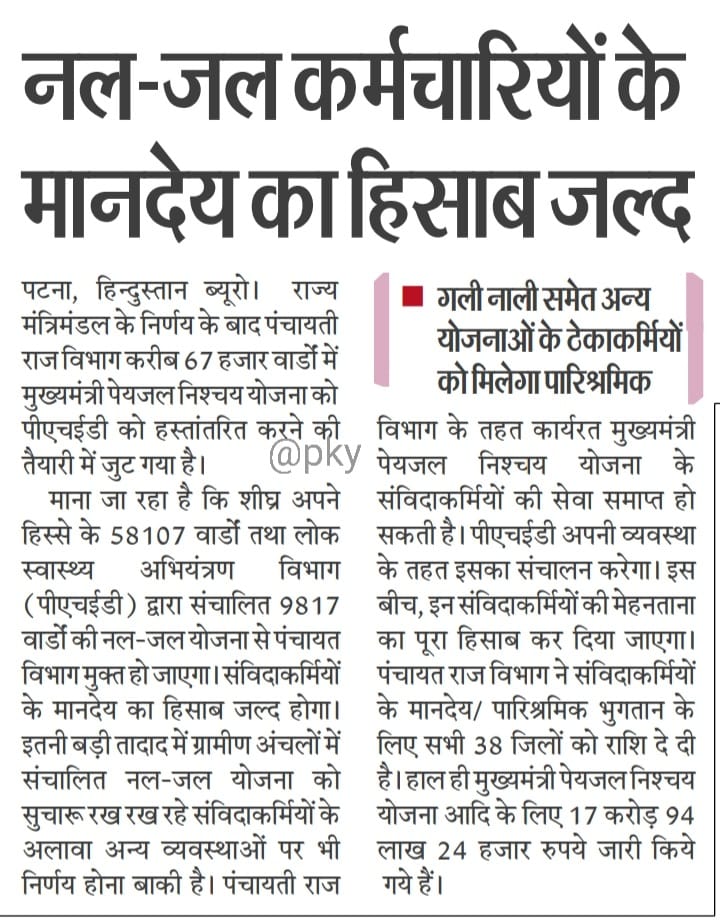 नल-जल कर्मचारियों के
मानदेय का हिसाब जल्द
पटना, हिन्दुस्तान ब्यूरो। राज्य
मंत्रिमंडल के निर्णय के बाद पंचायती
राज विभाग करीब 67 हजार वार्डों में
मुख्यमंत्री पेयजल निश्चय योजना को
पीएचईडी को हस्तांतरित करने की
तैयारी में जुट गया है।
माना जा रहा है कि शीघ्र अपने
हिस्से के 58107 वार्डों तथा लोक
स्वास्थ्य अभियंत्रण विभाग
(पीएचईडी) द्वारा संचालित 9817
वार्डों की नल-जल योजना से पंचायत
विभाग मुक्त हो जाएगा। संविदाकर्मियों
के मानदेय का हिसाब जल्द होगा।
इतनी बड़ी तादाद में ग्रामीण अंचलों में
संचालित नल-जल योजना को
सुचारू रख रख रहे संविदाकर्मियों के
अलावा अन्य व्यवस्थाओं पर भी
निर्णय होना बाकी है। पंचायती राज
■ गली नाली समेत अन्य
योजनाओं के ठेकाकर्मियों
को मिलेगा पारिश्रमिक
विभाग के तहत कार्यरत मुख्यमंत्री
पेयजल निश्चय योजना के
संविदाकर्मियों की सेवा समाप्त हो
सकती है। पीएचईडी अपनी व्यवस्था
के तहत इसका संचालन करेगा। इस
बीच, इन संविदाकर्मियों की मेहनताना
का पूरा हिसाब कर दिया जाएगा।
पंचायत राज विभाग ने संविदाकर्मियों
के मानदेय/ पारिश्रमिक भुगतान के
लिए सभी 38 जिलों को राशि दे दी
है। हाल ही मुख्यमंत्री पेयजल निश्चय
योजना आदि के लिए 17 करोड़ 94
लाख 24 हजार रुपये जारी किये
गये हैं।
@pky